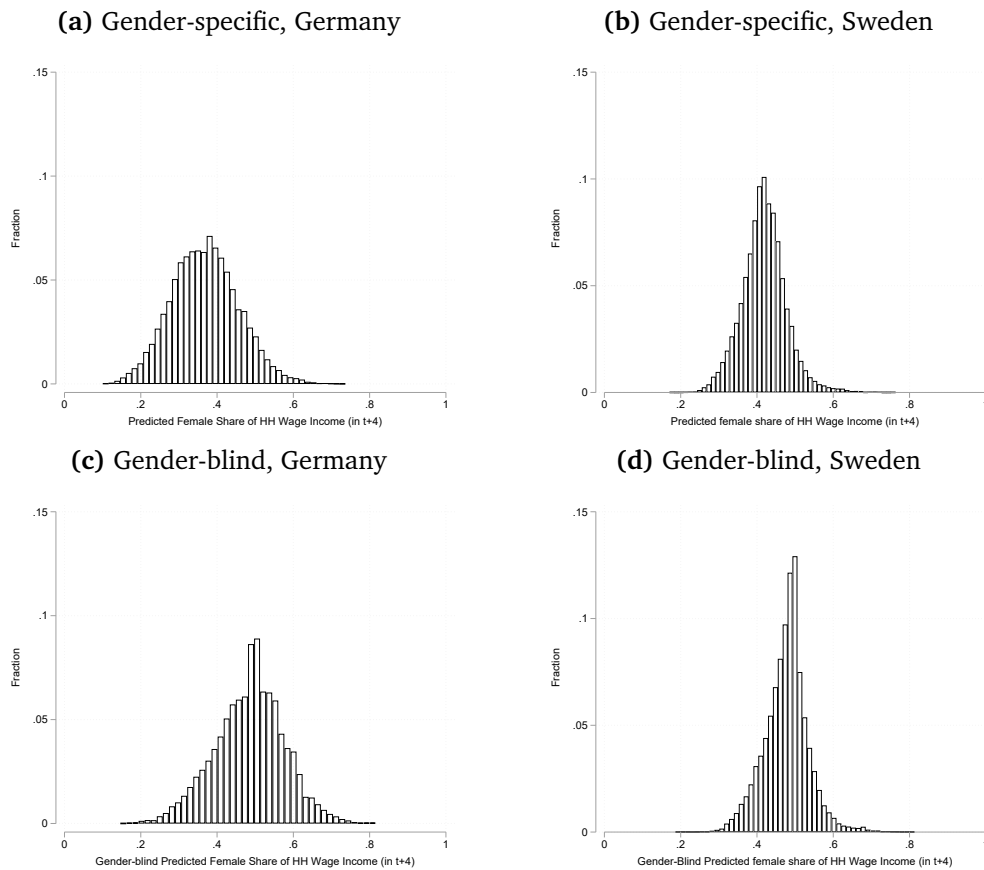 (a) Gender-specific, Germany
.15
.1
.05
0
Fraction
0 .2 .4 .6 .8 1
Predicted Female Share of HH Wage Income (in t+4)
(b) Gender-specific, Sweden
.15
.1
.05
0
Fraction
0 .2 .4 .6 .8
Predicted female share of HH Wage Income (in t+4)
(c) Gender-blind, Germany
.15
.1
.05
0
Fraction
0 .2 .4 .6 .8 1
Gender-blind Predicted Female Share of HH Wage Income (in t+4)
(d) Gender-blind, Sweden
.15
.1
.05
0
Fraction
0 .2 .4 .6 .8
Gender-Blind Predicted female share of HH Wage Income (in t+4)